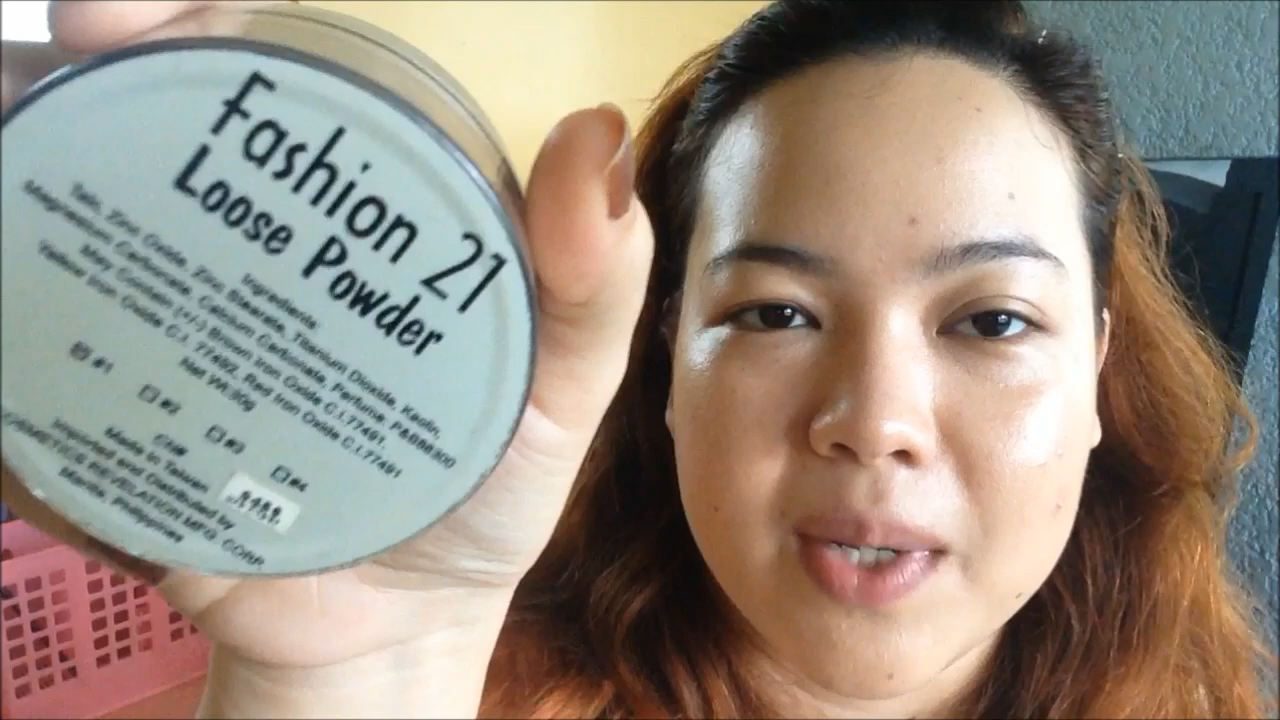 Fashion 21
Loose Powder
Ingredients
Talc, Zinc Oxide, Zinc Stearate, Titanium Dioxide, Kaolin,
Magnesium Carbonate, Calcium Carbonate, Perfume,
May Contain (+/-) Brown Iron Oxide C.I.77491,
Yellow Iron Oxide C.I. 77492, Red Iron Oxide C.I.77491
Net Wt.30g
#1 #2 #3 #4
Made in Taiwan
Imported and Distributed by
COSMETICS REVELATION MFG. CORP.
Manila, Philippines